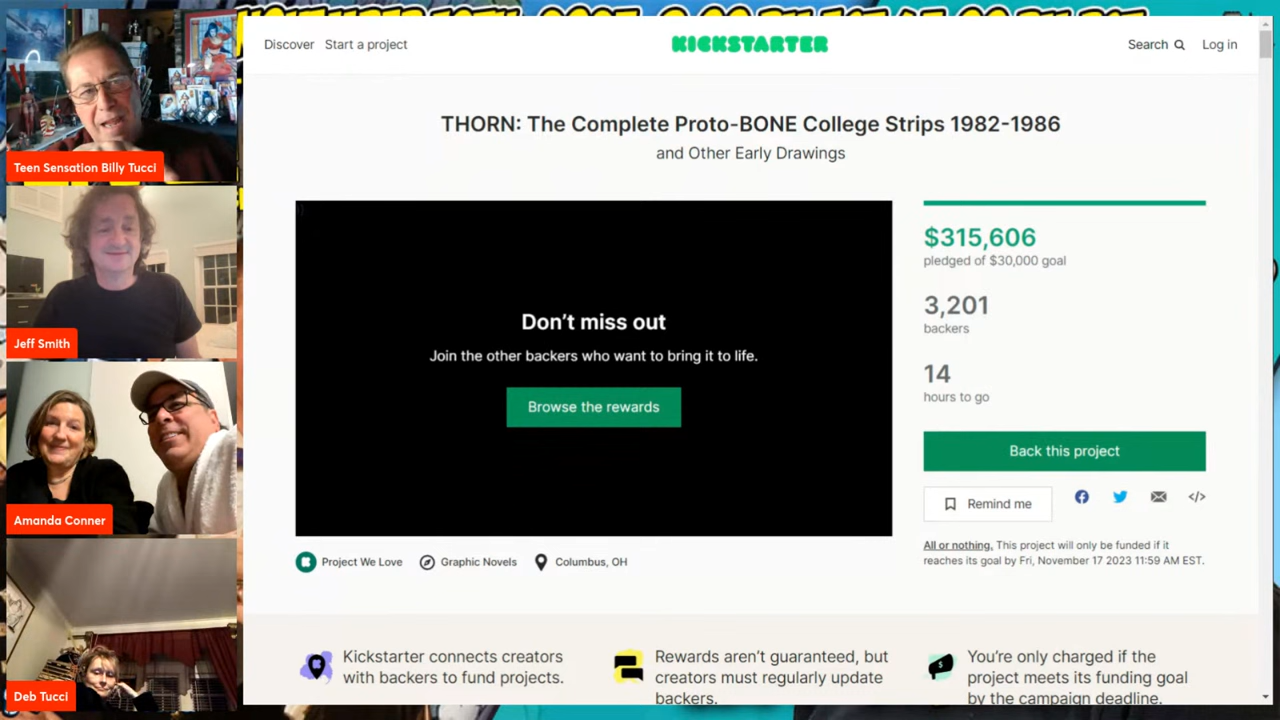 Discover Start a project
KICKSTARTER
Search Log in
THORN: The Complete Proto-BONE College Strips 1982-1986
and Other Early Drawings
Teen Sensation Billy Tucci
Jeff Smith
Amanda Conner
Deb Tucci
Don't miss out
Join the other backers who want to bring it to life.
Browse the rewards
$315,606
pledged of $30,000 goal
3,201
backers
14
hours to go
Back this project
Remind me
All or nothing. This project will only be funded if it
reaches its goal by Fri, November 17 2023 11:59 AM EST.
Project We Love Graphic Novels Columbus, OH
Kickstarter connects creators
with backers to fund projects.
Rewards aren't guaranteed, but
creators must regularly update
backers.
You're only charged if the
project meets its funding goal
by the campaign deadline.